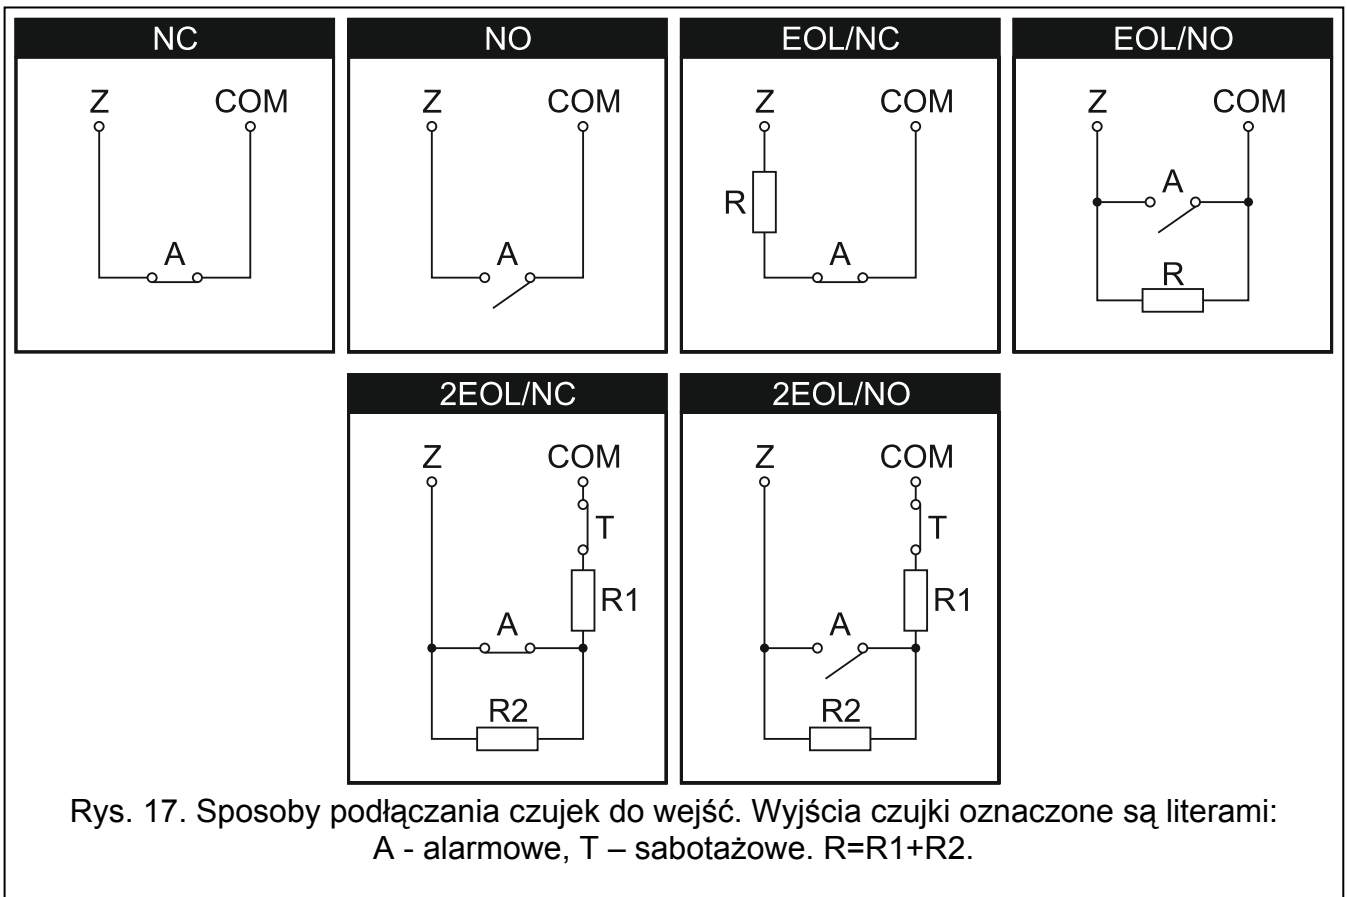 NC
Z COM
A
NO
Z COM
A
EOL/NC
Z COM
R
A
EOL/NO
Z COM
A
R
2EOL/NC
Z COM
T
R1
A
R2
2EOL/NO
Z COM
T
R1
A
R2
Rys. 17. Sposoby podłączania czujek do wejść. Wyjścia czujki oznaczone są literami:
A - alarmowe, T – sabotażowe. R=R1+R2.